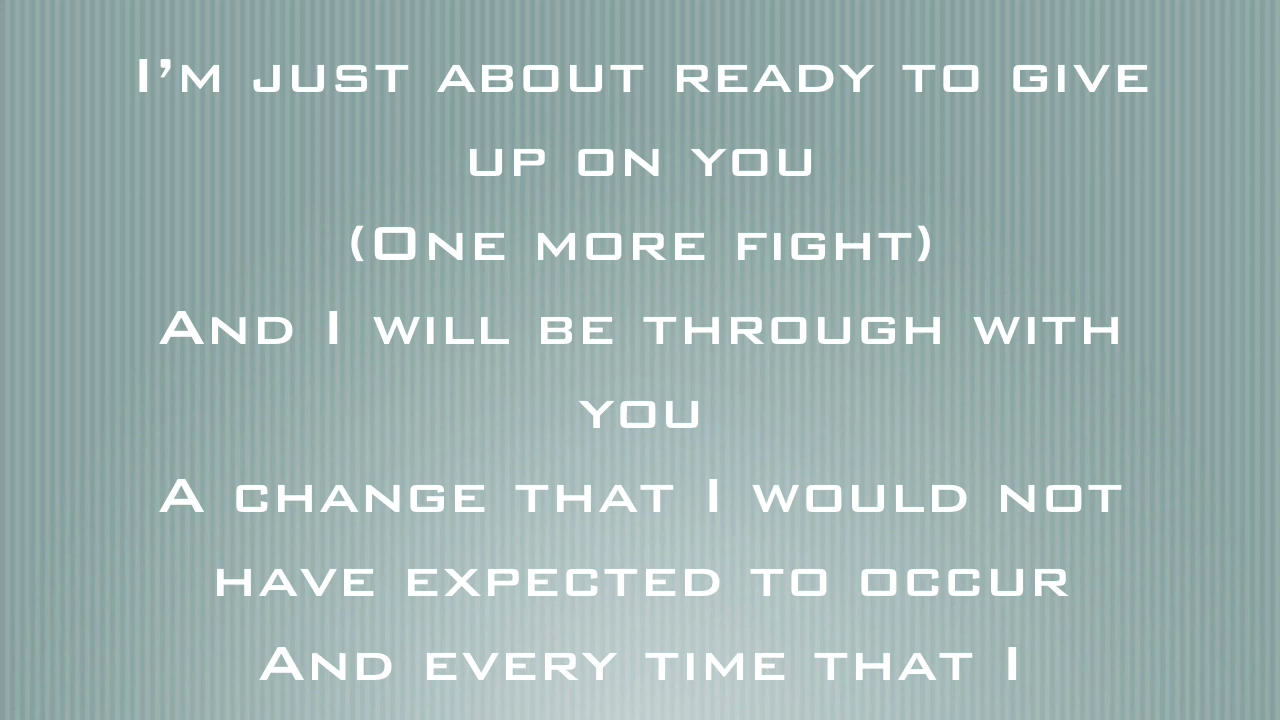 I'm just about ready to give
up on you
(One more fight)
And I will be through with
you
A change that I would not
have expected to occur
And every time that I